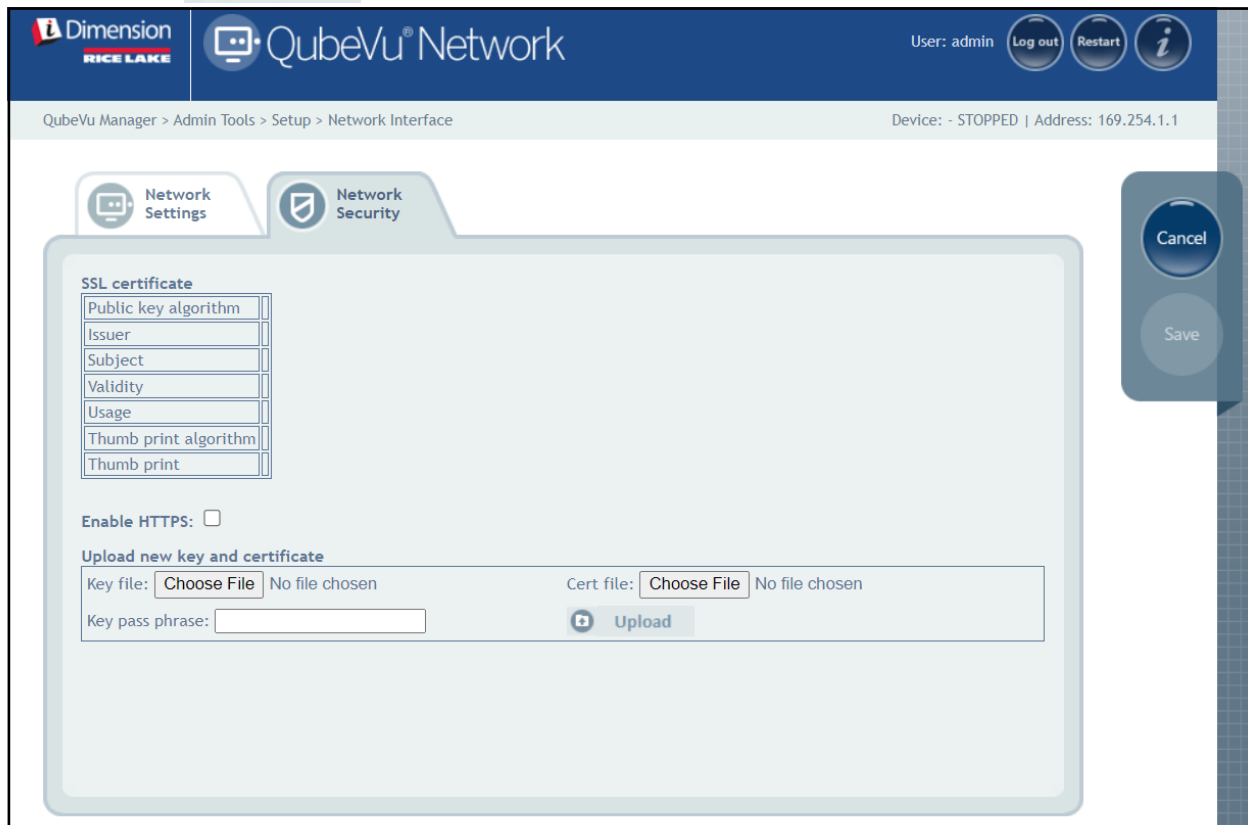 iDimension
RICE LAKE
QubeVu® Network
User: admin
Log out
Restart
i
QubeVu Manager > Admin Tools > Setup > Network Interface
Device: - STOPPED | Address: 169.254.1.1
Network
Settings
Network
Security
Cancel
Save
SSL certificate
Public key algorithm
Issuer
Subject
Validity
Usage
Thumb print algorithm
Thumb print
Enable HTTPS:
Upload new key and certificate
Key file: Choose File No file chosen Cert file: Choose File No file chosen
Key pass phrase: Upload